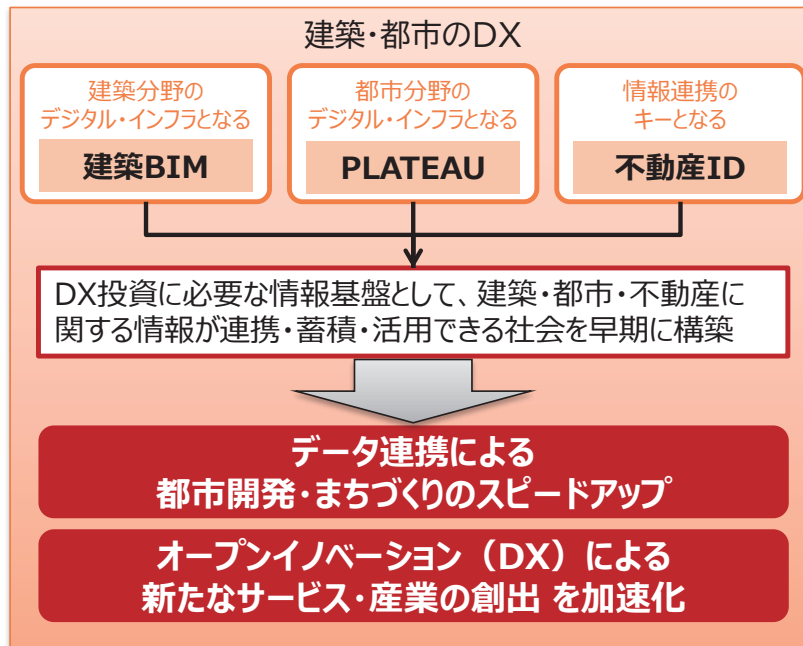 建築・都市のDX
建築分野の
デジタル・インフラとなる
建築BIM
都市分野の
デジタル・インフラとなる
PLATEAU
情報連携の
キーとなる
不動産ID
DX投資に必要な情報基盤として、建築・都市・不動産に
関する情報が連携・蓄積・活用できる社会を早期に構築
データ連携による
都市開発・まちづくりのスピードアップ
オープンイノベーション（DX）による
新たなサービス・産業の創出 を加速化